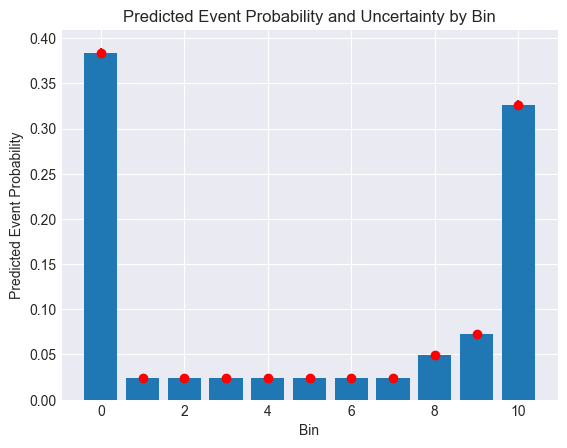 Predicted Event Probability and Uncertainty by Bin
Predicted Event Probability
0.40
0.35
0.30
0.25
0.20
0.15
0.10
0.05
0.00
0 2 4 6 8 10
Bin